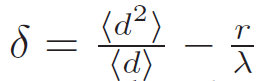 δ = ⟨d²⟩/⟨d⟩ − r/λ